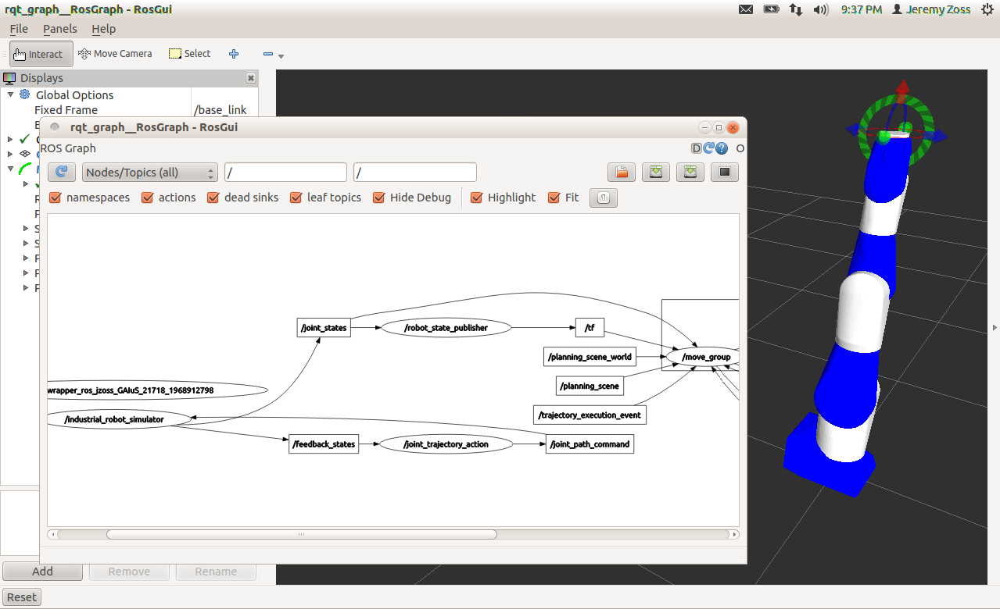 rqt_graph__RosGraph - RosGui
9:37 PM Jeremy Zoss
File Panels Help
Interact Move Camera Select
Displays
Global Options
Fixed Frame /base_link
rqt_graph__RosGraph - RosGui
ROS Graph D O
Nodes/Topics (all) / /
namespaces actions dead sinks leaf topics Hide Debug Highlight Fit
/joint_states /robot_state_publisher /tf
/planning_scene_world /move_group
/planning_scene
wrapper_ros_jzoss_GAIuS_21718_1968912798
/trajectory_execution_event
/industrial_robot_simulator
/feedback_states /joint_trajectory_action /joint_path_command
Add Remove Rename
Reset